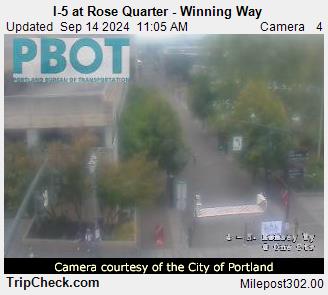 I-5 at Rose Quarter - Winning Way
Updated Sep 14 2024 11:05 AM Camera 4
PBOT
PORTLAND BUREAU OF TRANSPORTATION
Camera courtesy of the City of Portland
TripCheck.com Milepost302.00